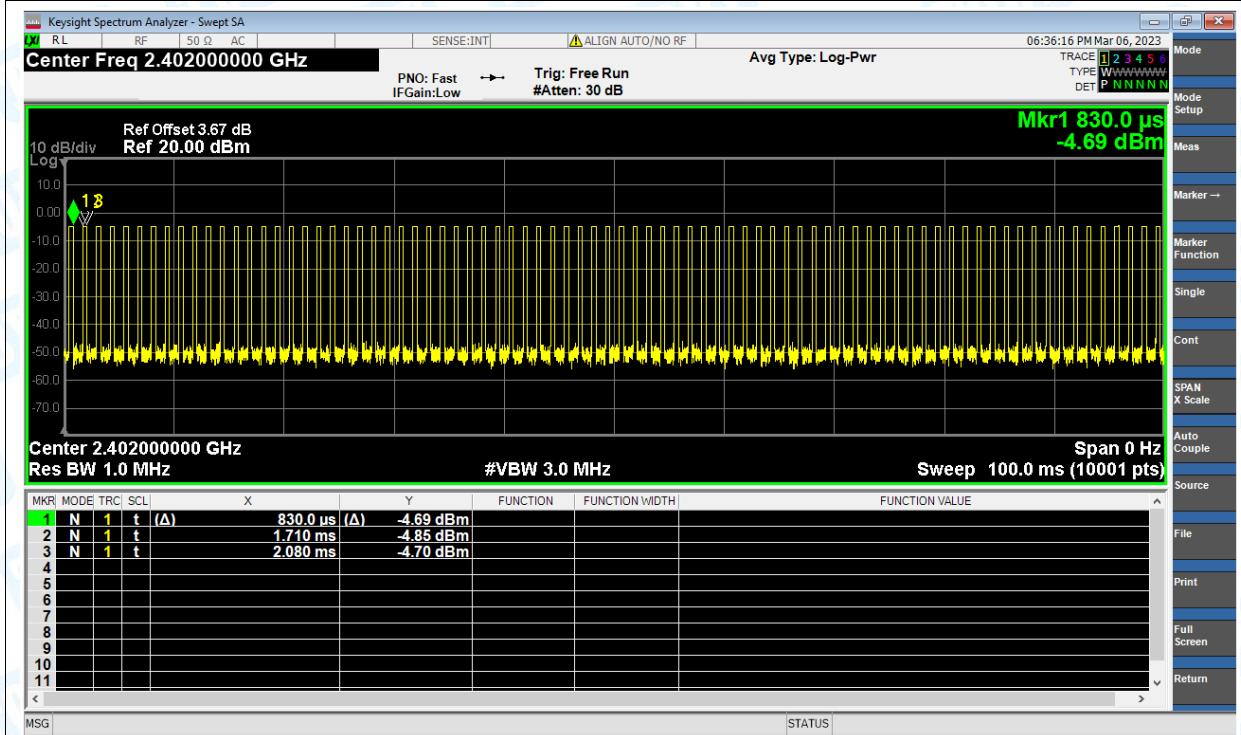 Keysight Spectrum Analyzer - Swept SA
LXI RL RF 50 Ω AC SENSE:INT ALIGN AUTO/NO RF 06:36:16 PM Mar 06, 2023
Center Freq 2.402000000 GHz
PNO: Fast
IFGain:Low
Trig: Free Run
#Atten: 30 dB
Avg Type: Log-Pwr
TRACE 1 2 3 4 5 6
TYPE WWWWWW
DET P N N N N N
Ref Offset 3.67 dB
10 dB/div Ref 20.00 dBm
Log
Mkr1 830.0 µs
-4.69 dBm
10.0
0.00
-10.0
-20.0
-30.0
-40.0
-50.0
-60.0
-70.0
1 3
Center 2.402000000 GHz Span 0 Hz
Res BW 1.0 MHz #VBW 3.0 MHz Sweep 100.0 ms (10001 pts)
MKR MODE TRC SCL X Y FUNCTION FUNCTION WIDTH FUNCTION VALUE
1 N 1 t (Δ) 830.0 µs (Δ) -4.69 dBm
2 N 1 t 1.710 ms -4.85 dBm
3 N 1 t 2.080 ms -4.70 dBm
4
5
6
7
8
9
10
11
MSG STATUS
Mode
Mode
Setup
Meas
Marker →
Marker
Function
Single
Cont
SPAN
X Scale
Auto
Couple
Source
File
Print
Full
Screen
Return